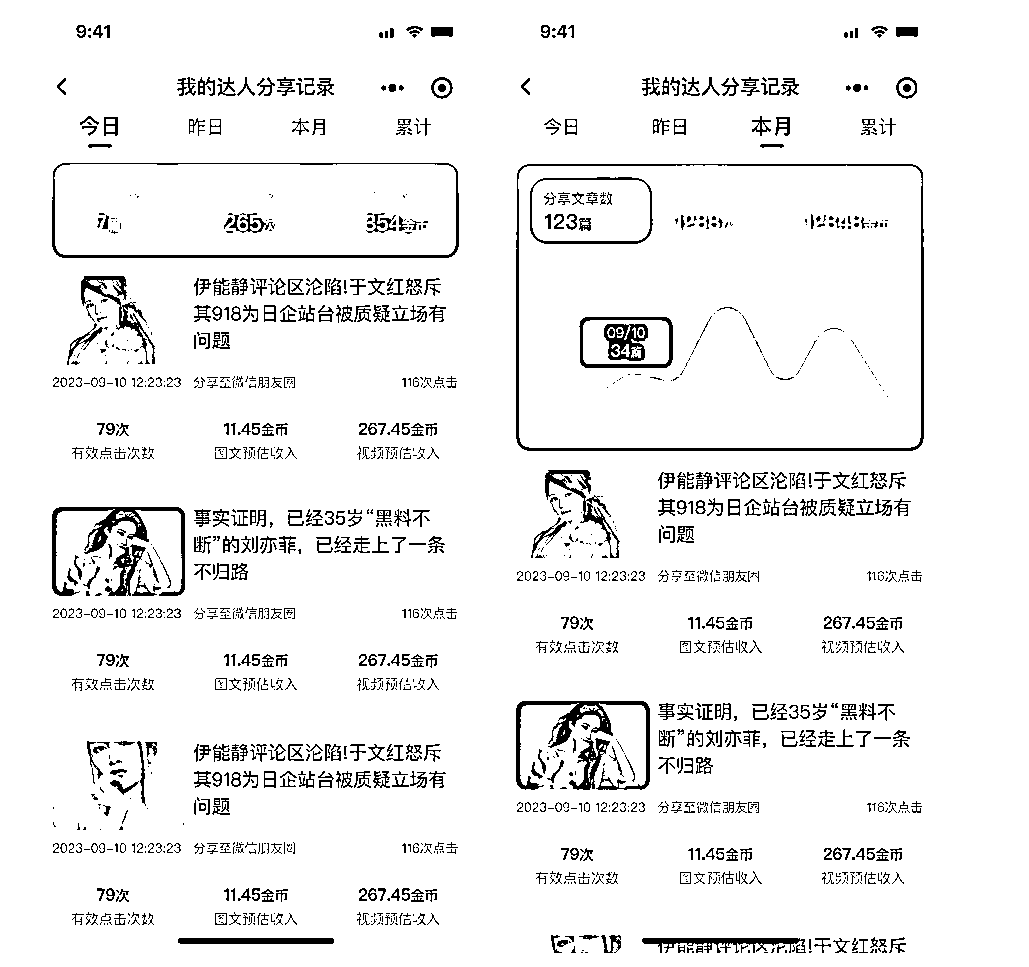 9:41
我的达人分享记录
今日 昨日 本月 累计
265
854金币
伊能静评论区沦陷!于文红怒斥
其918为日企站台被质疑立场有
问题
2023-09-10 12:23:23 分享至微信朋友圈 116次点击
79次 11.45金币 267.45金币
有效点击次数 图文预估收入 视频预估收入
事实证明，已经35岁“黑料不
断”的刘亦菲，已经走上了一条
不归路
2023-09-10 12:23:23 分享至微信朋友圈 116次点击
79次 11.45金币 267.45金币
有效点击次数 图文预估收入 视频预估收入
伊能静评论区沦陷!于文红怒斥
其918为日企站台被质疑立场有
问题
2023-09-10 12:23:23 分享至微信朋友圈 116次点击
79次 11.45金币 267.45金币
有效点击次数 图文预估收入 视频预估收入
9:41
我的达人分享记录
今日 昨日 本月 累计
分享文章数
123篇
09/10
34篇
伊能静评论区沦陷!于文红怒斥
其918为日企站台被质疑立场有
问题
2023-09-10 12:23:23 分享至微信朋友圈 116次点击
79次 11.45金币 267.45金币
有效点击次数 图文预估收入 视频预估收入
事实证明，已经35岁“黑料不
断”的刘亦菲，已经走上了一条
不归路
2023-09-10 12:23:23 分享至微信朋友圈 116次点击
79次 11.45金币 267.45金币
有效点击次数 图文预估收入 视频预估收入
伊能静评论区沦陷!于文红怒斥